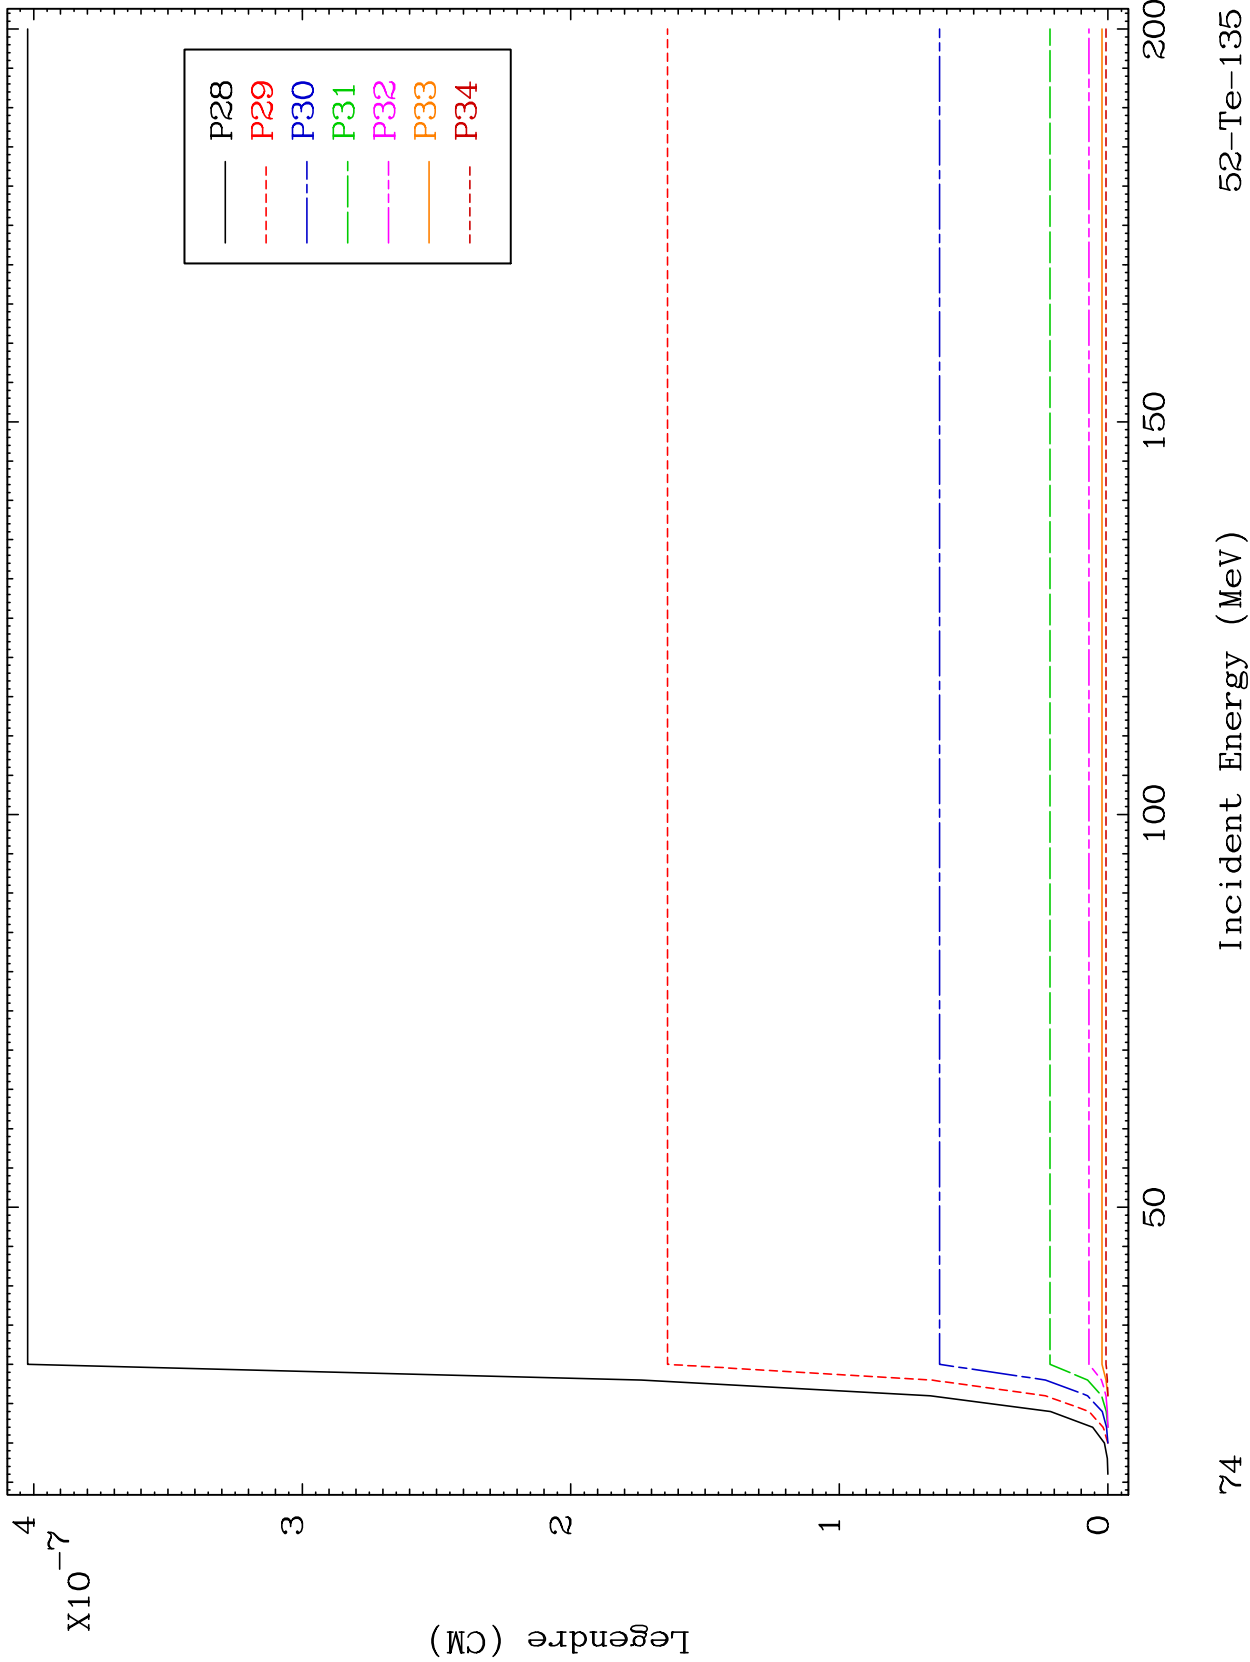 X10-7
4
3
2
1
0
Legendre (CM)
P28
P29
P30
P31
P32
P33
P34
50
100
150
200
Incident Energy (MeV)
74
52-Te-135